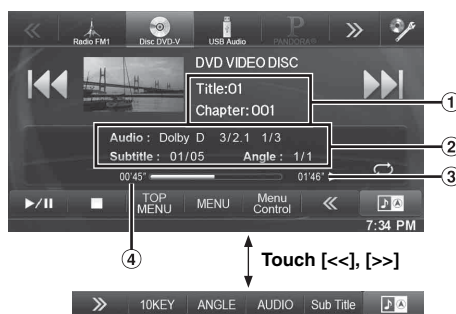 Radio FM1 Disc DVD-V USB Audio PANDORA®
DVD VIDEO DISC
Title:01
Chapter: 001
1
Audio : Dolby D 3/2.1 1/3
2
Subtitle : 01/05 Angle : 1/1
00'45" 01'46"
3
TOP MENU MENU Menu Control
7:34 PM
4
Touch [<<], [>>]
10KEY ANGLE AUDIO Sub Title